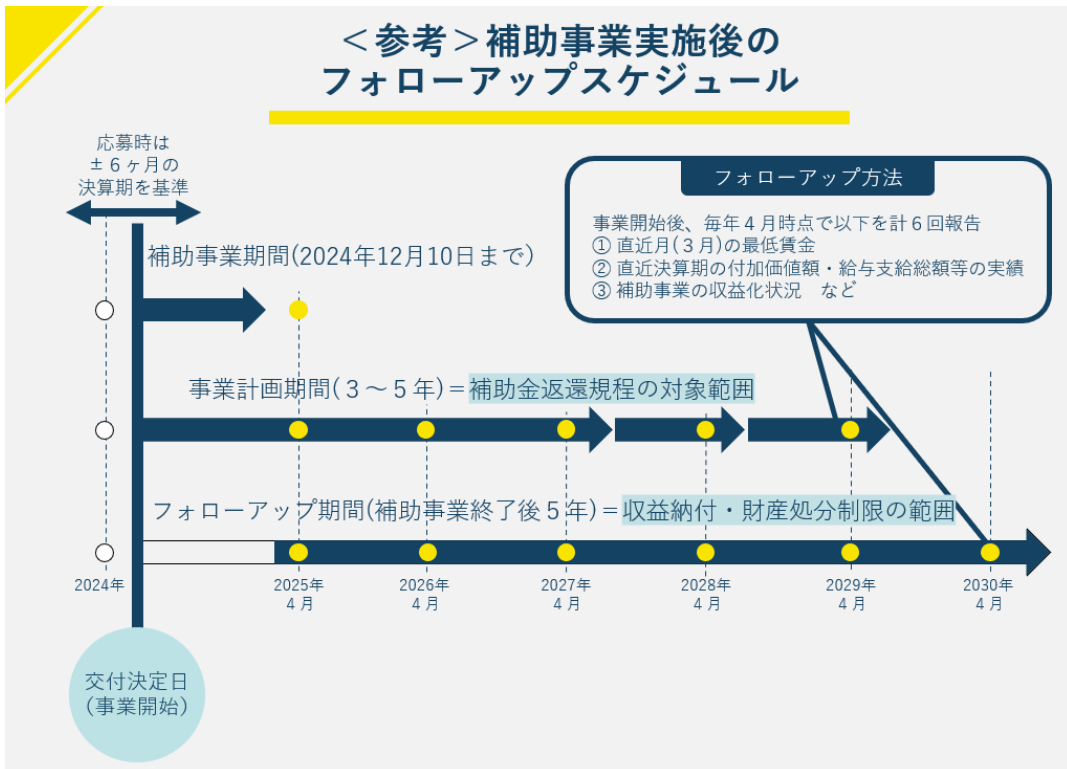 ＜参考＞補助事業実施後の
フォローアップスケジュール
応募時は
±６ヶ月の
決算期を基準
フォローアップ方法
事業開始後、毎年４月時点で以下を計６回報告
① 直近月(３月)の最低賃金
② 直近決算期の付加価値額・給与支給総額等の実績
③ 補助事業の収益化状況　など
補助事業期間(2024年12月10日まで)
事業計画期間(３～５年)＝補助金返還規程の対象範囲
フォローアップ期間(補助事業終了後５年)＝収益納付・財産処分制限の範囲
2024年
2025年
４月
2026年
４月
2027年
４月
2028年
４月
2029年
４月
2030年
４月
交付決定日
(事業開始)